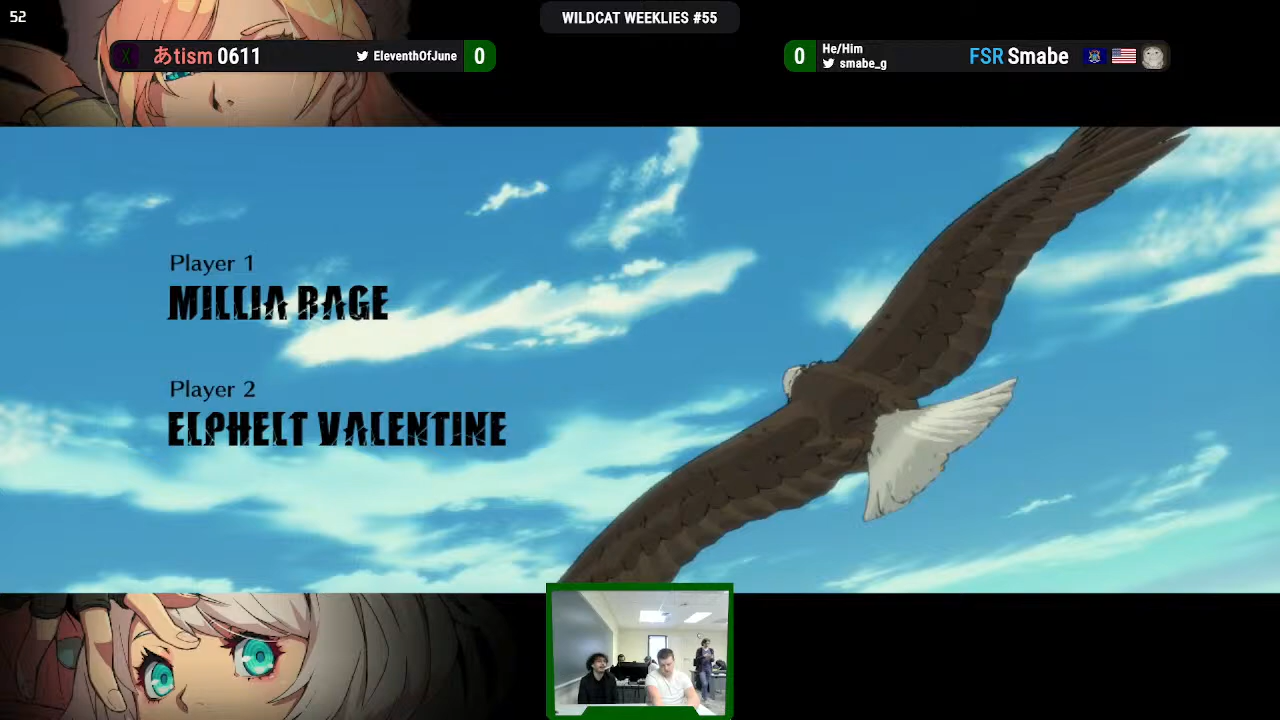 52
WILDCAT WEEKLIES #55
あtism 0611
EleventhOfJune
0
0
He/Him
smabe_g
FSR Smabe
Player 1
MILLIA RAGE
Player 2
ELPHELT VALENTINE